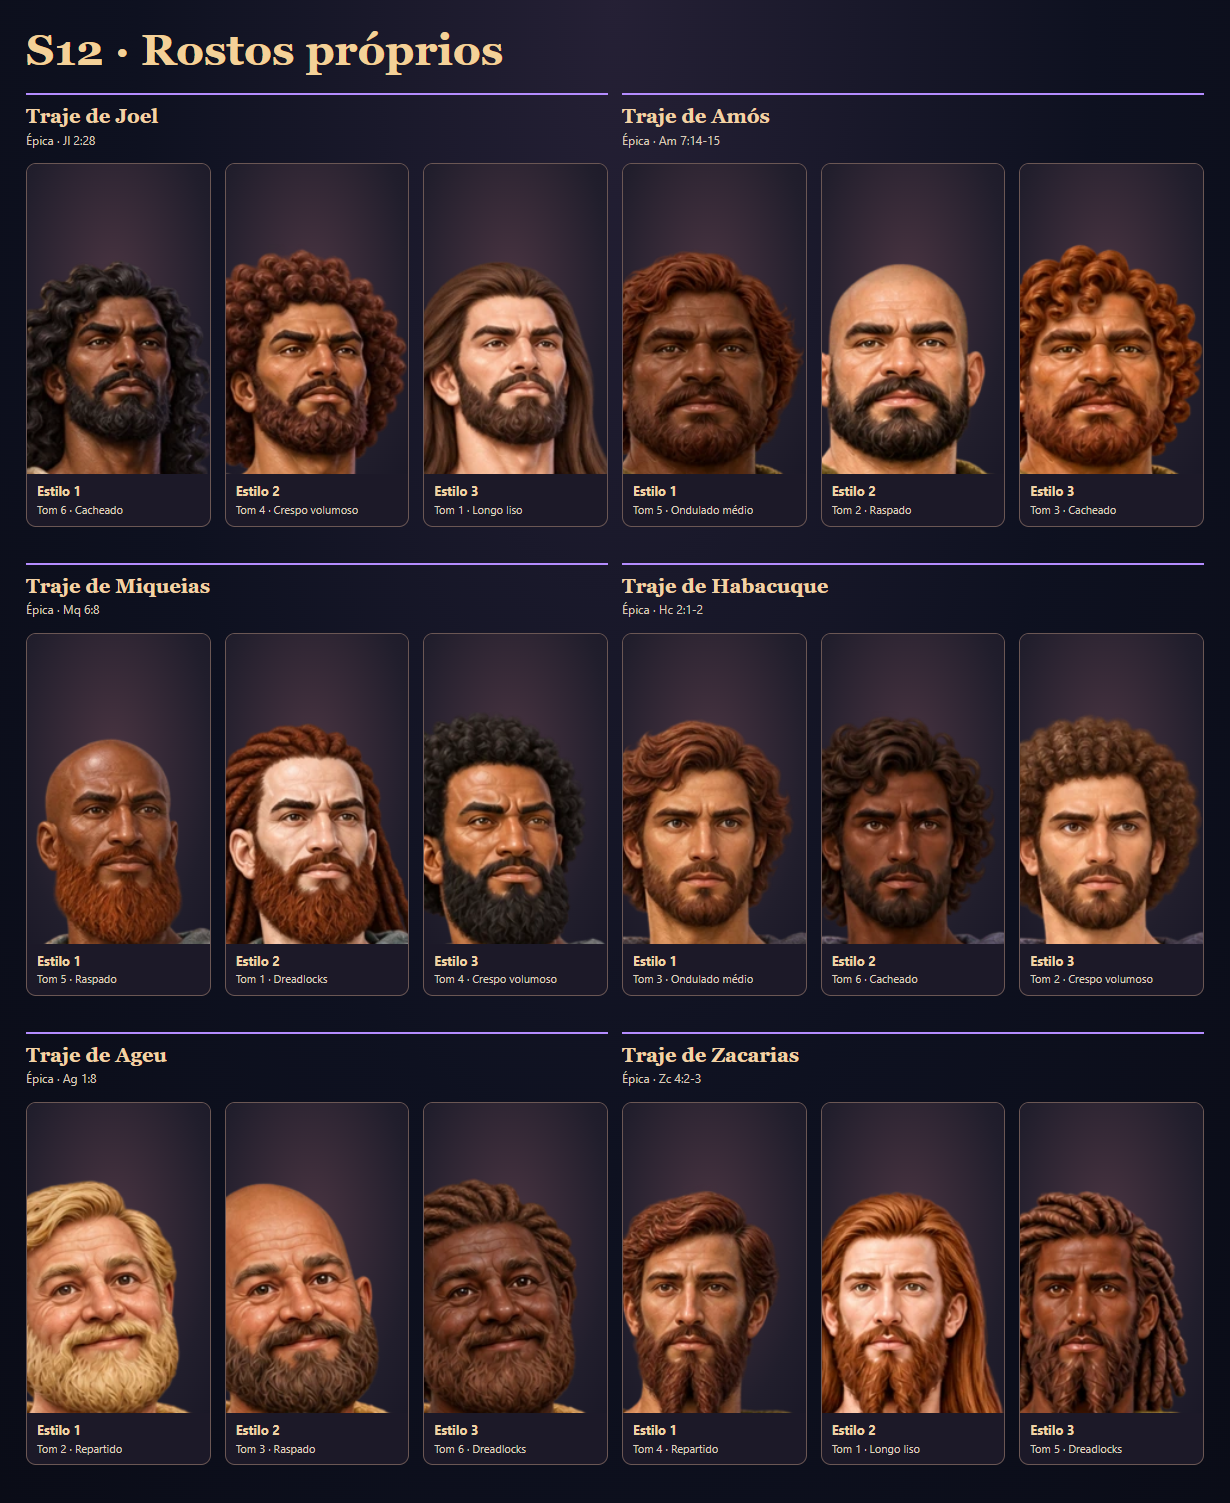 S12 · Rostos próprios
Traje de Joel
Épica · Jl 2:28
Estilo 1
Tom 6 · Cacheado
Estilo 2
Tom 4 · Crespo volumoso
Estilo 3
Tom 1 · Longo liso
Traje de Amós
Épica · Am 7:14-15
Estilo 1
Tom 5 · Ondulado médio
Estilo 2
Tom 2 · Raspado
Estilo 3
Tom 3 · Cacheado
Traje de Miqueias
Épica · Mq 6:8
Estilo 1
Tom 5 · Raspado
Estilo 2
Tom 1 · Dreadlocks
Estilo 3
Tom 4 · Crespo volumoso
Traje de Habacuque
Épica · Hc 2:1-2
Estilo 1
Tom 3 · Ondulado médio
Estilo 2
Tom 6 · Cacheado
Estilo 3
Tom 2 · Crespo volumoso
Traje de Ageu
Épica · Ag 1:8
Estilo 1
Tom 2 · Repartido
Estilo 2
Tom 3 · Raspado
Estilo 3
Tom 6 · Dreadlocks
Traje de Zacarias
Épica · Zc 4:2-3
Estilo 1
Tom 4 · Repartido
Estilo 2
Tom 1 · Longo liso
Estilo 3
Tom 5 · Dreadlocks